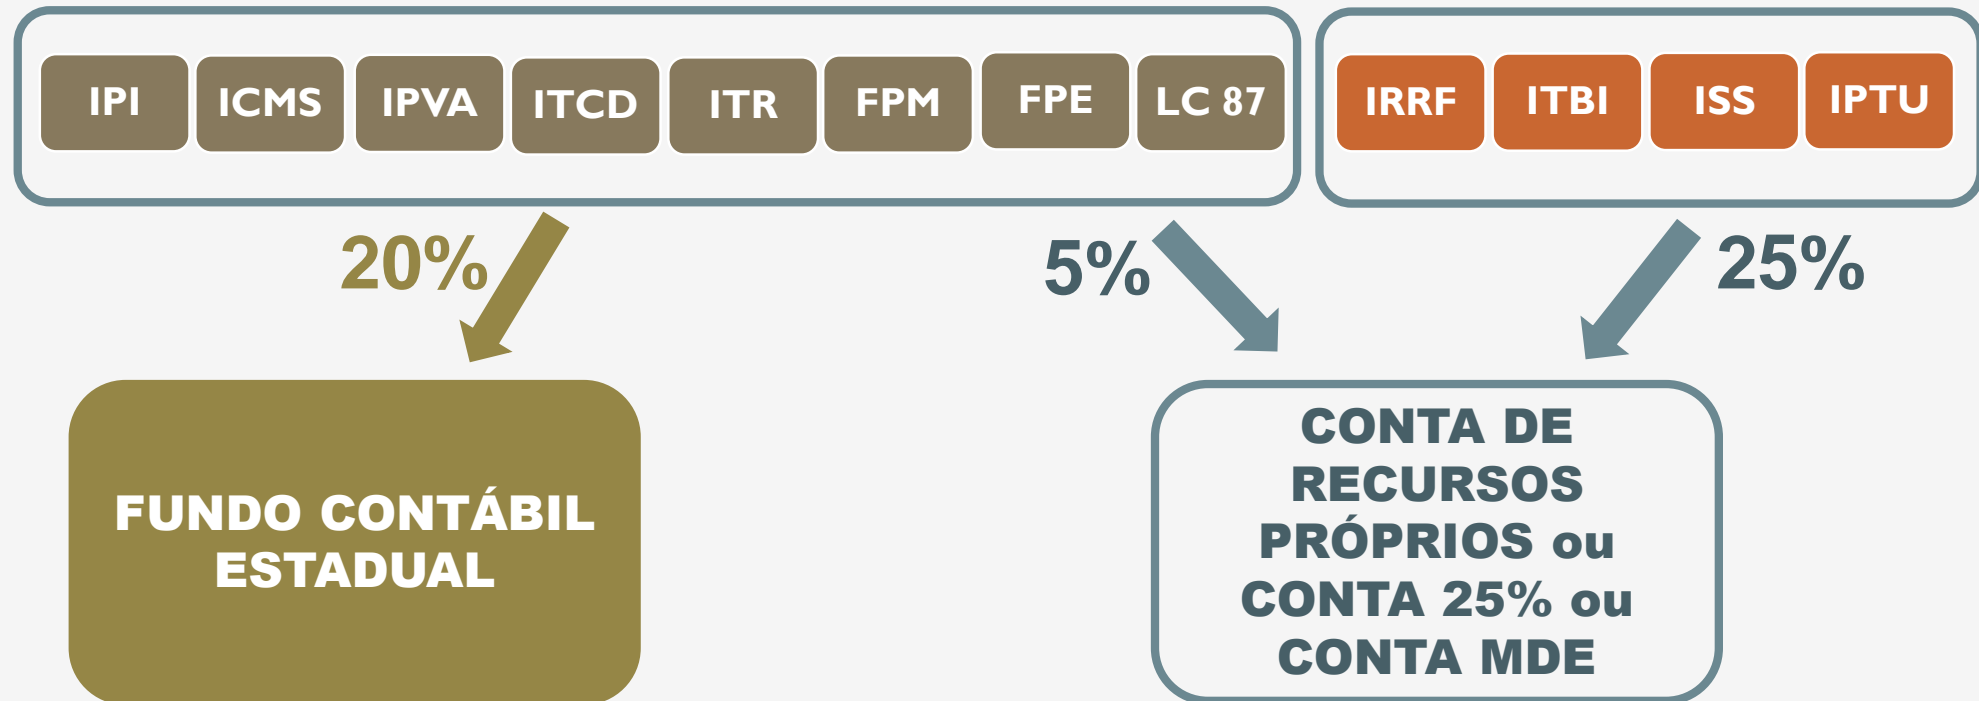 IPI ICMS IPVA ITCD ITR FPM FPE LC 87 IRRF ITBI ISS IPTU
20% 5% 25%
FUNDO CONTÁBIL
ESTADUAL
CONTA DE
RECURSOS
PRÓPRIOS ou
CONTA 25% ou
CONTA MDE